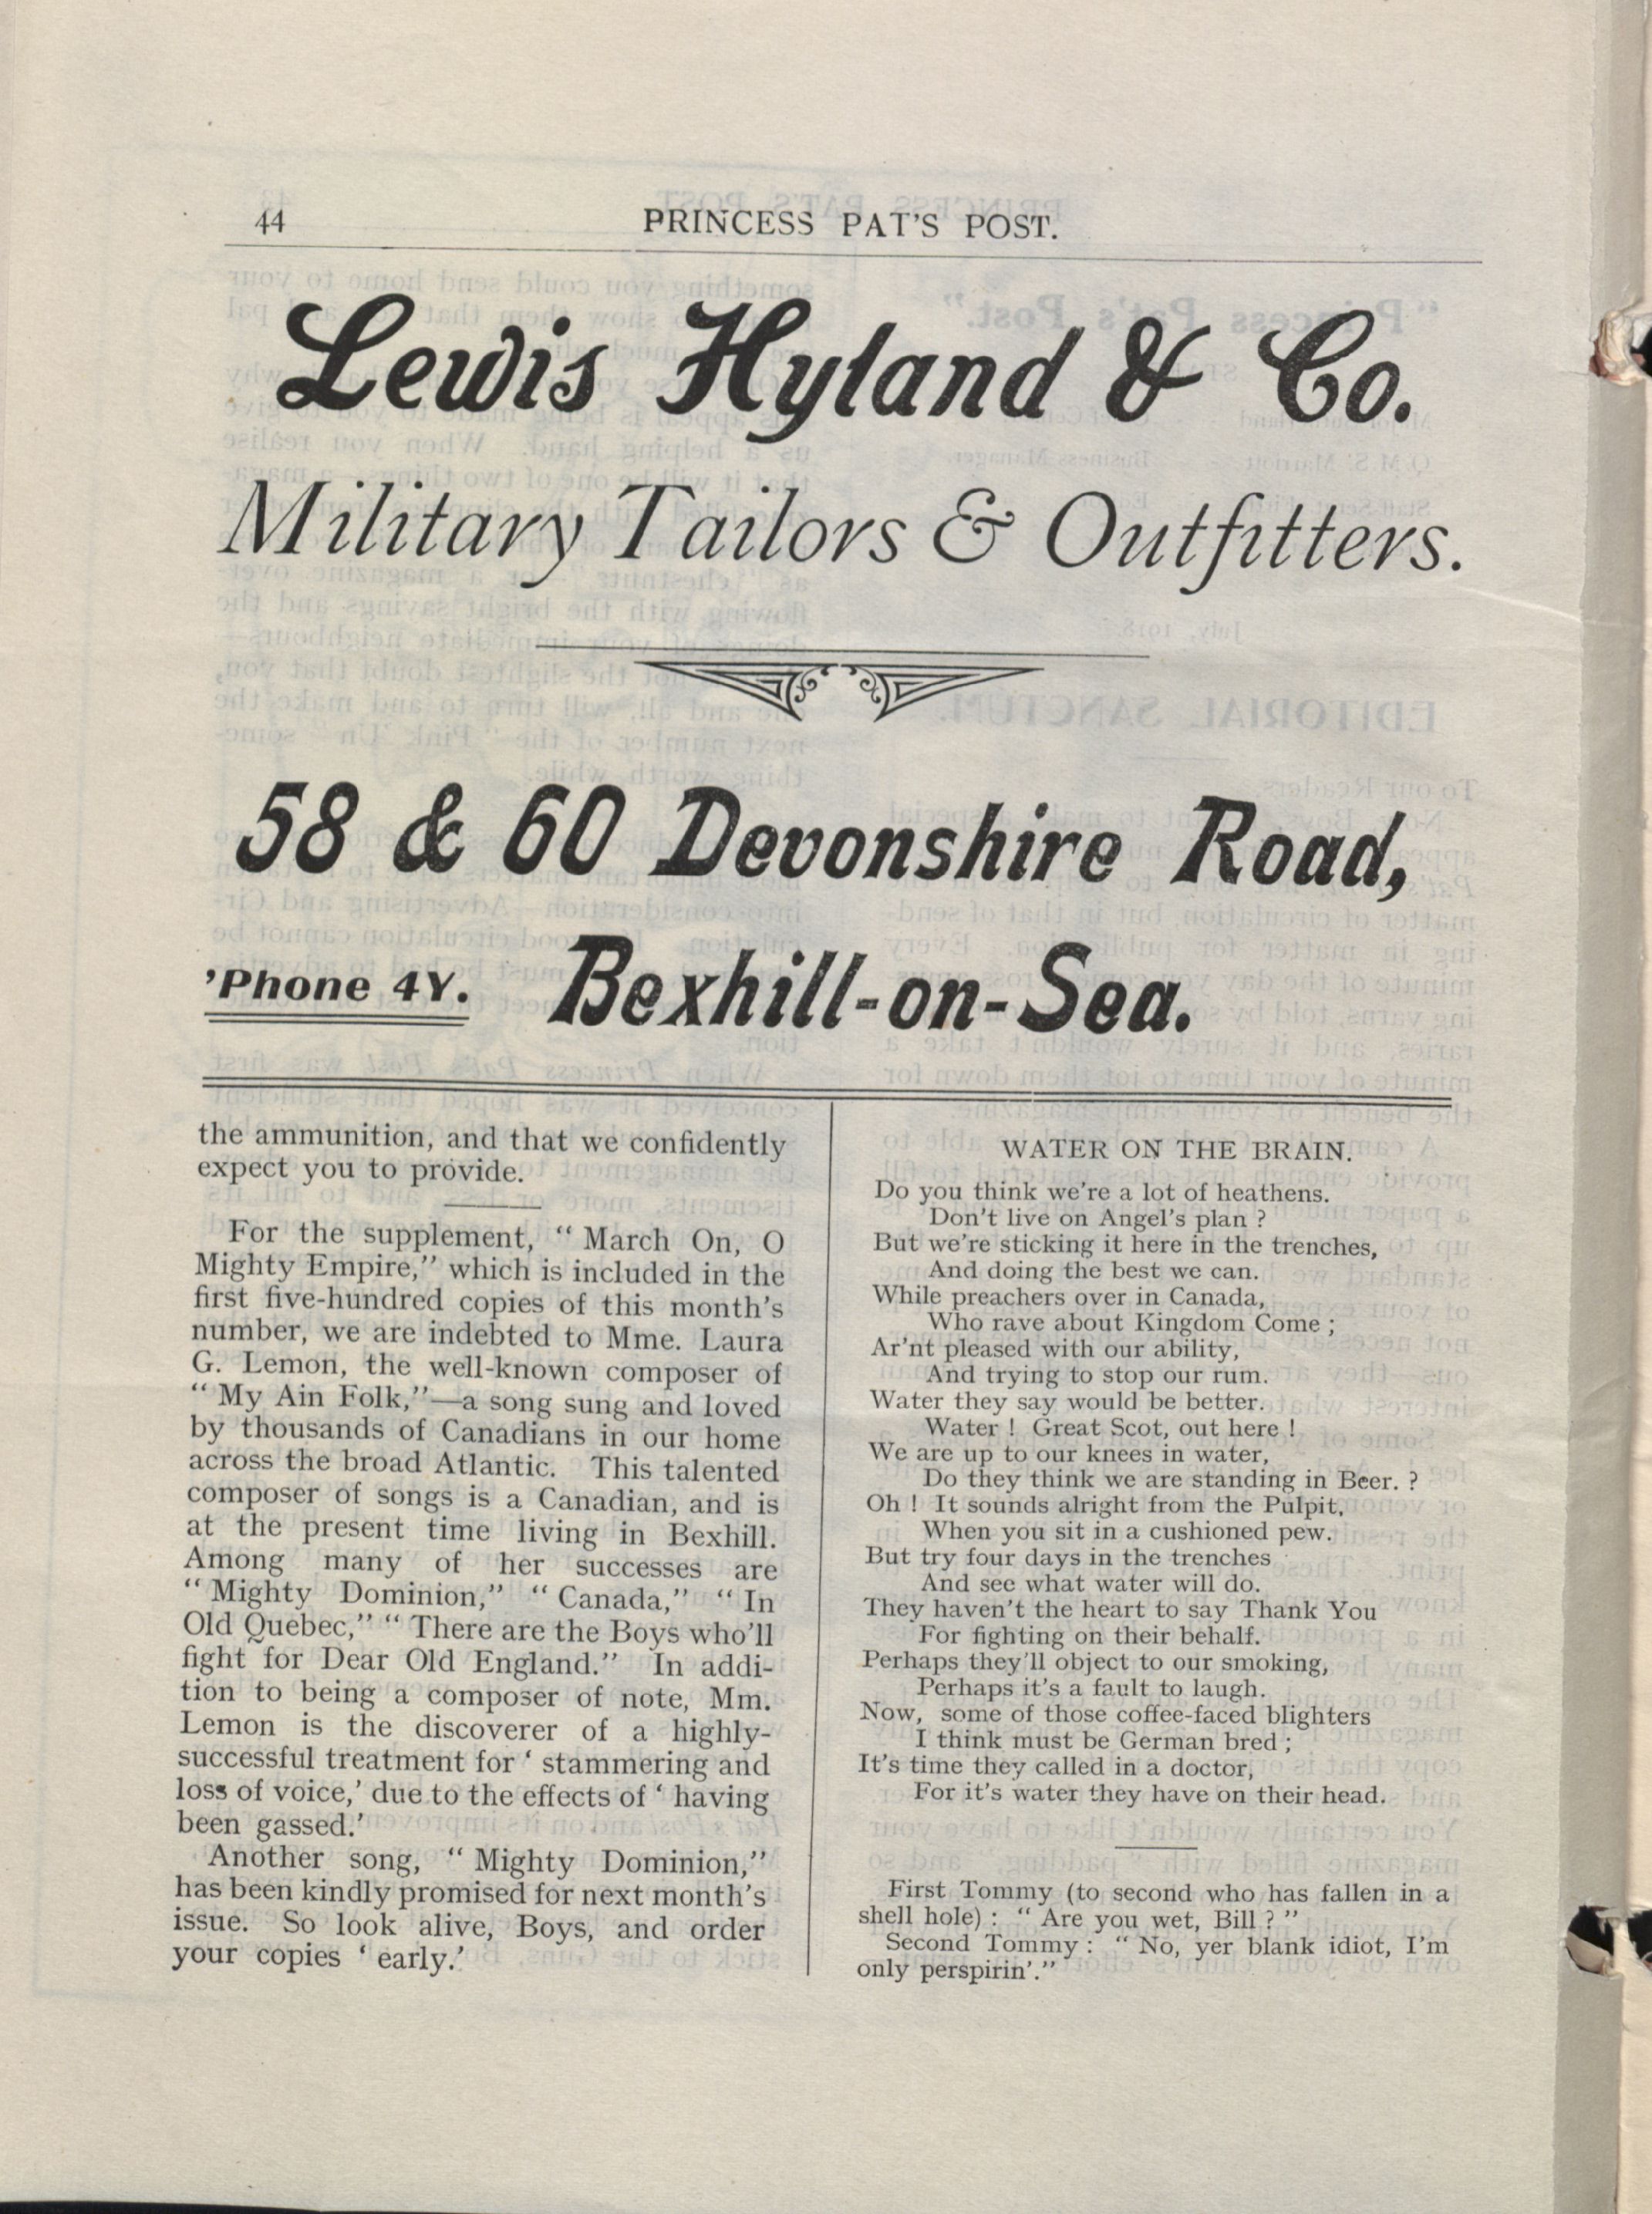 44
PRINCESS PAT'S POST.
Lewis Hyland & Co.
Military Tailors & Outfitters.
58 & 60 Devonshire Road,
'Phone 4Y.
Bexhill-on-Sea.
the ammunition, and that we confidently
expect you to provide.
For the supplement, “ March On, O
Mighty Empire,” which is included in the
first five-hundred copies of this month's
number, we are indebted to Mme. Laura
G. Lemon, the well-known composer of
“ My Ain Folk,”—a song sung and loved
by thousands of Canadians in our home
across the broad Atlantic. This talented
composer of songs is a Canadian, and is
at the present time living in Bexhill.
Among many of her successes are
“ Mighty Dominion,” “ Canada,” “ In
Old Quebec,” “ There are the Boys who'll
fight for Dear Old England.” In addi-
tion to being a composer of note, Mm.
Lemon is the discoverer of a highly-
successful treatment for ‘ stammering and
loss of voice,’ due to the effects of ‘ having
been gassed.’
Another song, “ Mighty Dominion,”
has been kindly promised for next month's
issue. So look alive, Boys, and order
your copies ‘ early.’
WATER ON THE BRAIN.
Do you think we're a lot of heathens.
Don't live on Angel's plan ?
But we're sticking it here in the trenches,
And doing the best we can.
While preachers over in Canada,
Who rave about Kingdom Come ;
Ar'nt pleased with our ability,
And trying to stop our rum.
Water they say would be better.
Water ! Great Scot, out here !
We are up to our knees in water,
Do they think we are standing in Beer. ?
Oh ! It sounds alright from the Pulpit,
When you sit in a cushioned pew.
But try four days in the trenches
And see what water will do.
They haven't the heart to say Thank You
For fighting on their behalf.
Perhaps they'll object to our smoking,
Perhaps it's a fault to laugh.
Now, some of those coffee-faced blighters
I think must be German bred ;
It's time they called in a doctor,
For it's water they have on their head.
First Tommy (to second who has fallen in a
shell hole) : “ Are you wet, Bill ? ”
Second Tommy : “ No, yer blank idiot, I'm
only perspirin'.”